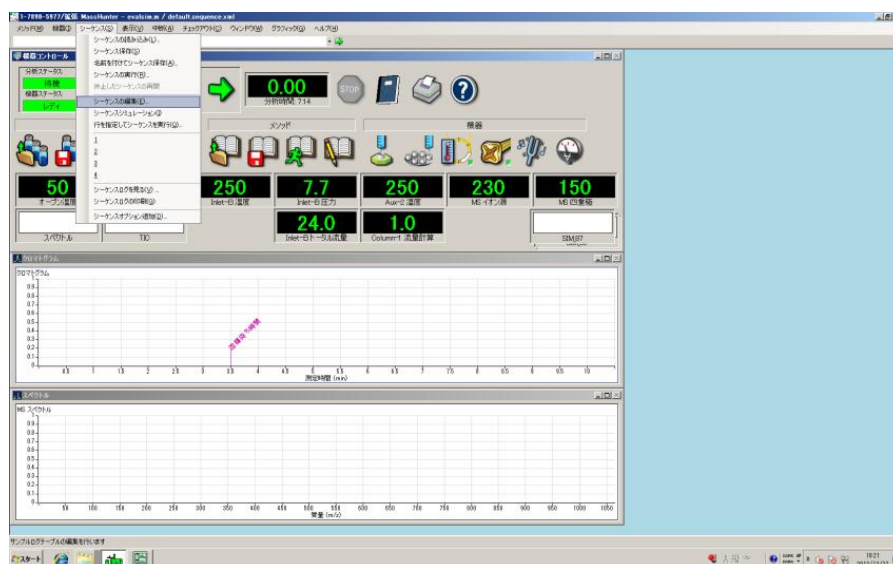 1-7890-5977/拡張 MassHunter - evalsim.m / default.sequence.xml
メソッド(M) 機器(I) シーケンス(S) 表示(V) 中断(A) チェックアウト(H) ウィンドウ(W) グラフィック(G) ヘルプ(H)
シーケンスの読み込み(L)...
シーケンス保存(S)
名前を付けてシーケンス保存(A)...
シーケンスの実行(R)...
停止したシーケンスの再開
シーケンスの編集(E)...
シーケンスシミュレーション(I)
行を指定してシーケンスを実行(G)...
1
2
3
4
シーケンスログを見る(V) ...
シーケンスログの印刷(P)
シーケンスオプション追加(D)...
機器コントロール
分析ステータス
待機
機器ステータス
レディ
0.00
分析時間: 7.14
STOP
メソッド
機器
50
オーブン温度
250
Inlet-B 温度
7.7
Inlet-B 圧力
250
Aux-2 温度
230
MS イオン源
150
MS 四重極
スペクトル
TIC
24.0
Inlet-B トータル流量
1.0
Column-1 流量計算
SIM,87
クロマトグラム
クロマトグラム
1
0.9
0.8
0.7
0.6
0.5
0.4
0.3
0.2
0.1
0
溶媒待ち時間
0.5 1 1.5 2 2.5 3 3.5 4 4.5 5 5.5 6 6.5 7 7.5 8 8.5 9 9.5 10
測定時間 (min)
スペクトル
MS スペクトル
1
0.9
0.8
0.7
0.6
0.5
0.4
0.3
0.2
0.1
0
50 100 150 200 250 300 350 400 450 500 550 600 650 700 750 800 850 900 950 1000 1050
質量 (m/z)
サンプルログテーブルの編集を行います
スタート
18:21